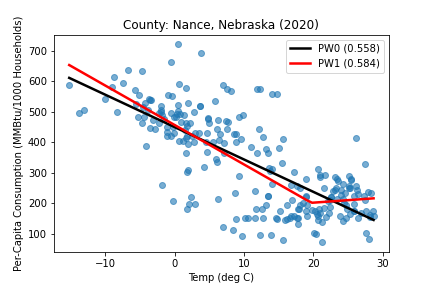 County: Nance, Nebraska (2020)
PW0 (0.558)
PW1 (0.584)
Per-Capita Consumption (MMBtu/1000 Households)
700
600
500
400
300
200
100
−10 0 10 20 30
Temp (deg C)